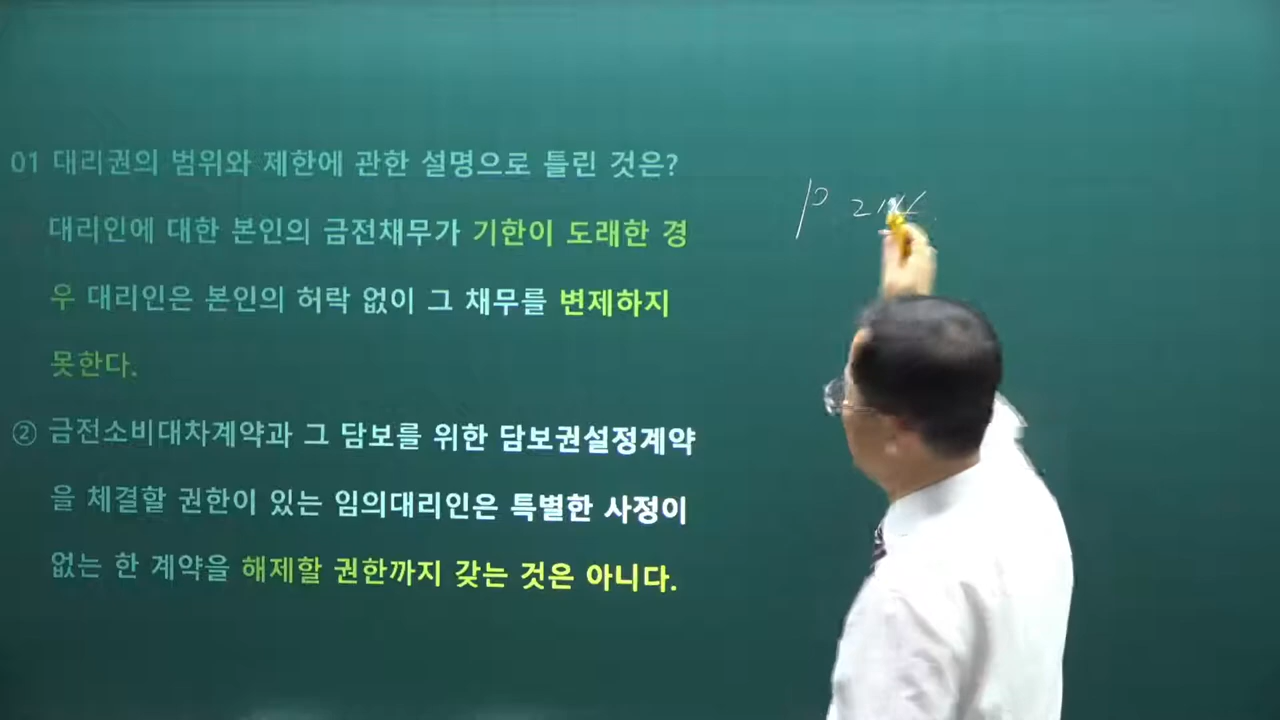 01 대리권의 범위와 제한에 관한 설명으로 틀린 것은?
대리인에 대한 본인의 금전채무가 기한이 도래한 경
우 대리인은 본인의 허락 없이 그 채무를 변제하지
못한다.
② 금전소비대차계약과 그 담보를 위한 담보권설정계약
을 체결할 권한이 있는 임의대리인은 특별한 사정이
없는 한 계약을 해제할 권한까지 갖는 것은 아니다.